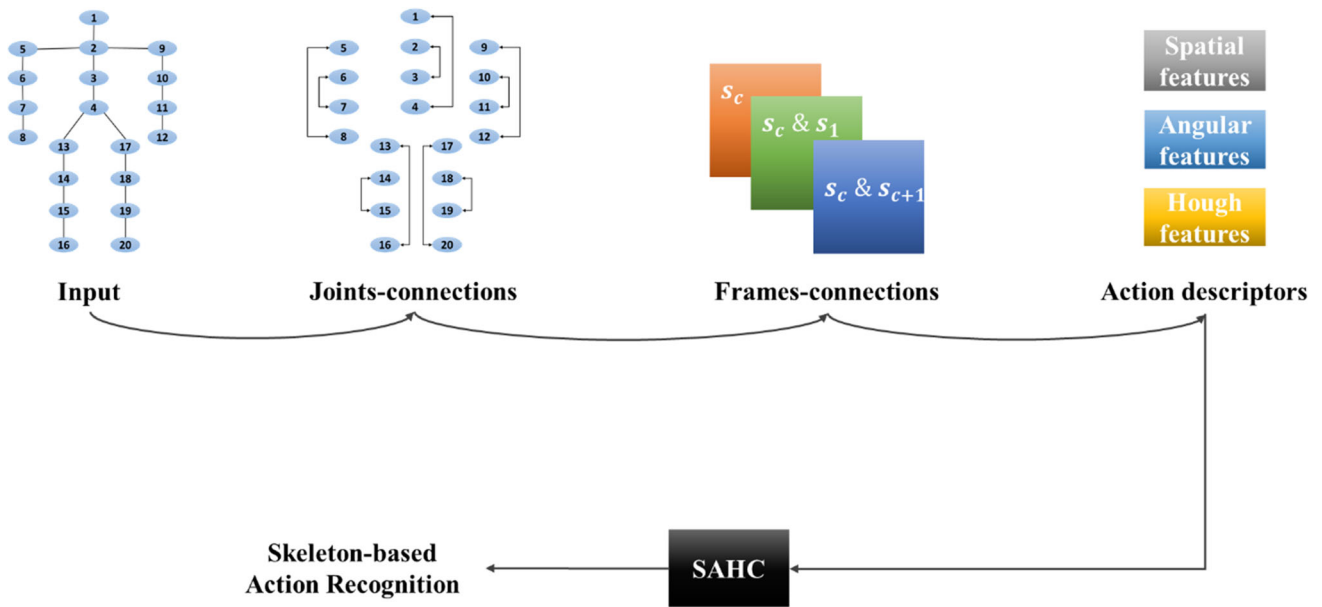 1
5 2 9
6 3 10
7 4 11
8 12
13 17
14 18
15 19
16 20
Input
1
5 2 9
6 3 10
7 4 11
8 12
13 17
14 18
15 19
16 20
Joints-connections
s_c
s_c & s_1
s_c & s_{c+1}
Frames-connections
Spatial
features
Angular
features
Hough
features
Action descriptors
SAHC
Skeleton-based
Action Recognition